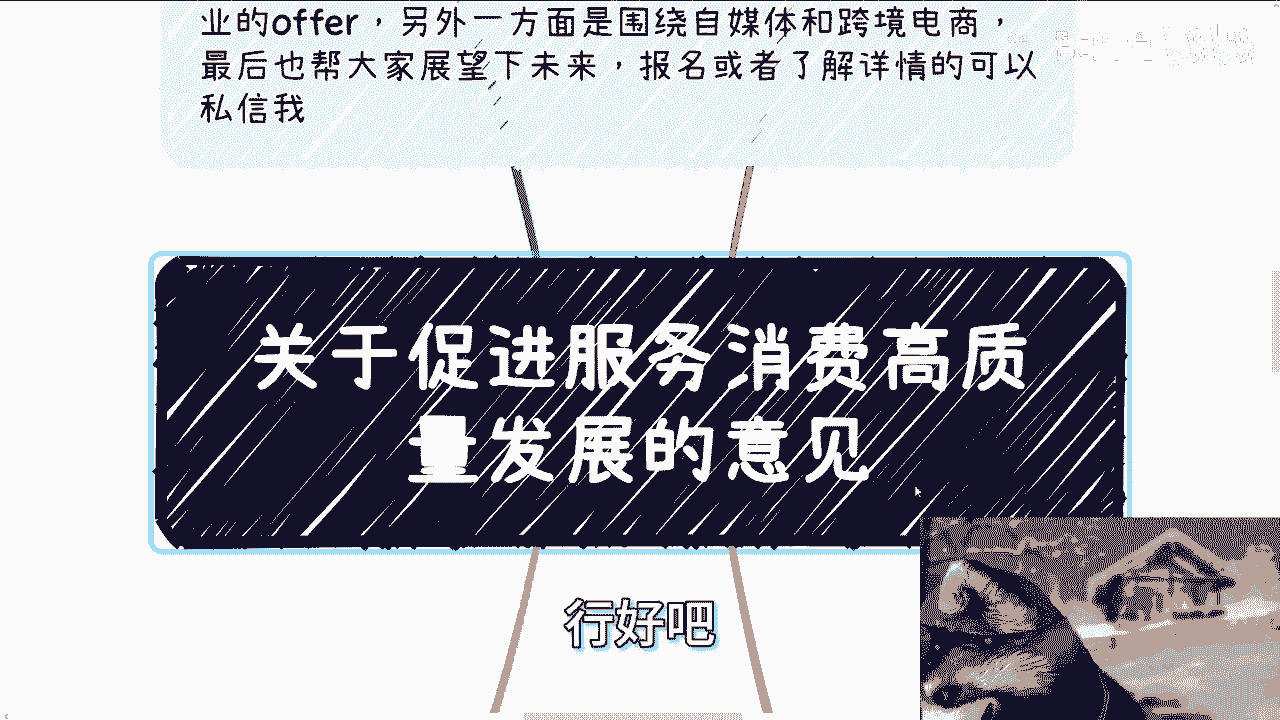 业的offer，另外一方面是围绕自媒体和跨境电商，
最后也帮大家展望下未来，报名或者了解详情的可以
私信我
关于促进服务消费高质
量发展的意见
行好吧